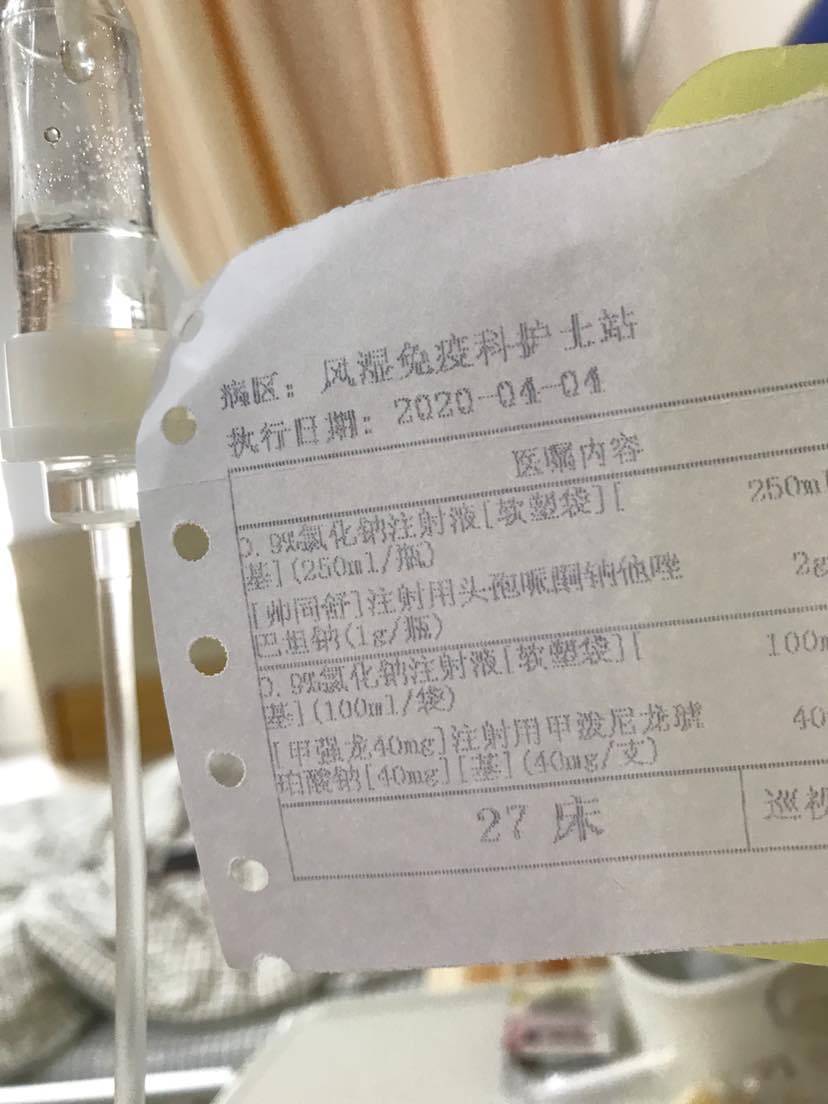 病区：风湿免疫科护士站
执行日期：2020-04-04
医嘱内容
0.9%氯化钠注射液[软塑袋][ 250ml
基](250ml/瓶)
[帅同舒]注射用头孢哌酮钠他唑 2g
巴坦钠(1g/瓶)
0.9%氯化钠注射液[软塑袋][ 100m
基](100ml/袋)
[甲强龙40mg]注射用甲泼尼龙琥 40
珀酸钠[40mg][基](40mg/支)
27 床 巡视